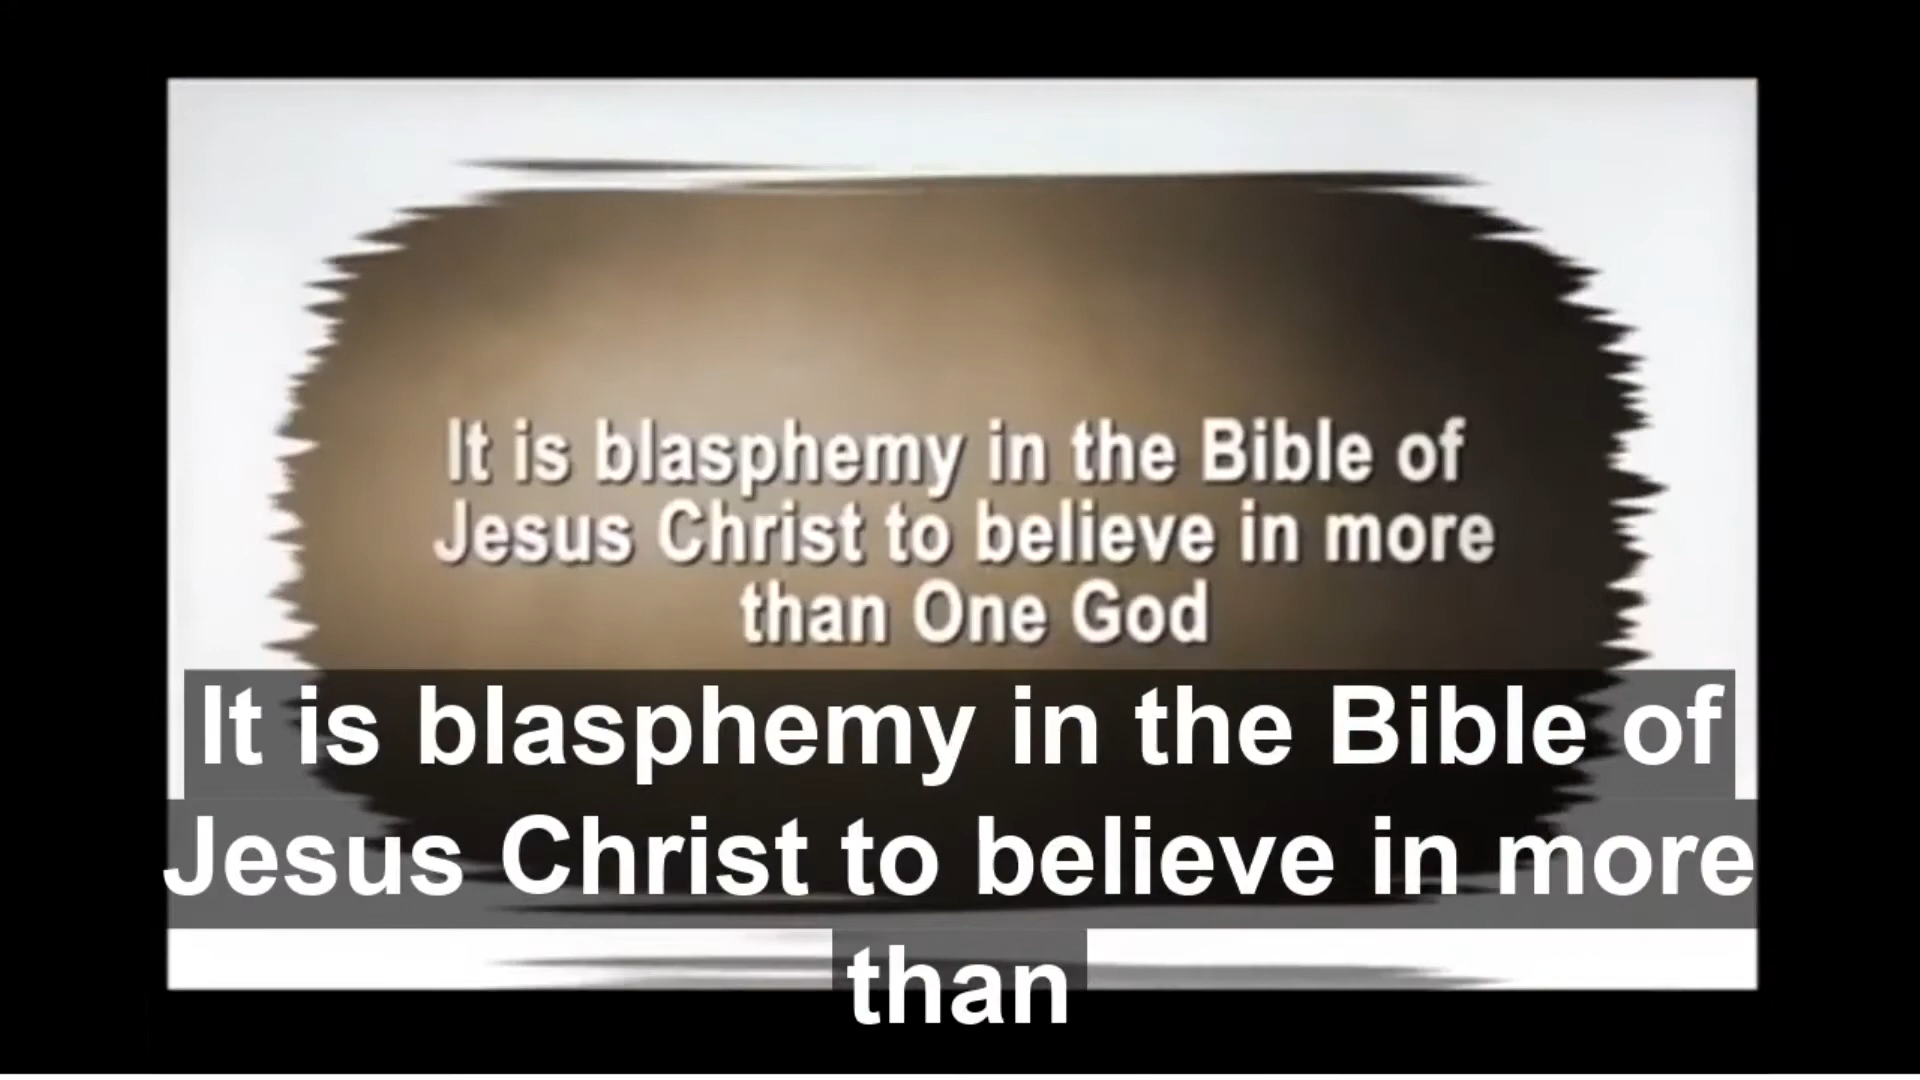 It is blasphemy in the Bible of
Jesus Christ to believe in more
than One God
It is blasphemy in the Bible of
Jesus Christ to believe in more
than